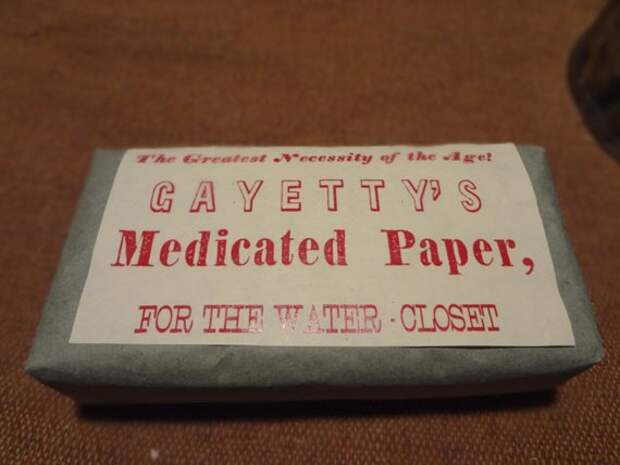 The Greatest Necessity of the Age!
GAYETTY'S
Medicated Paper,
FOR THE WATER-CLOSET